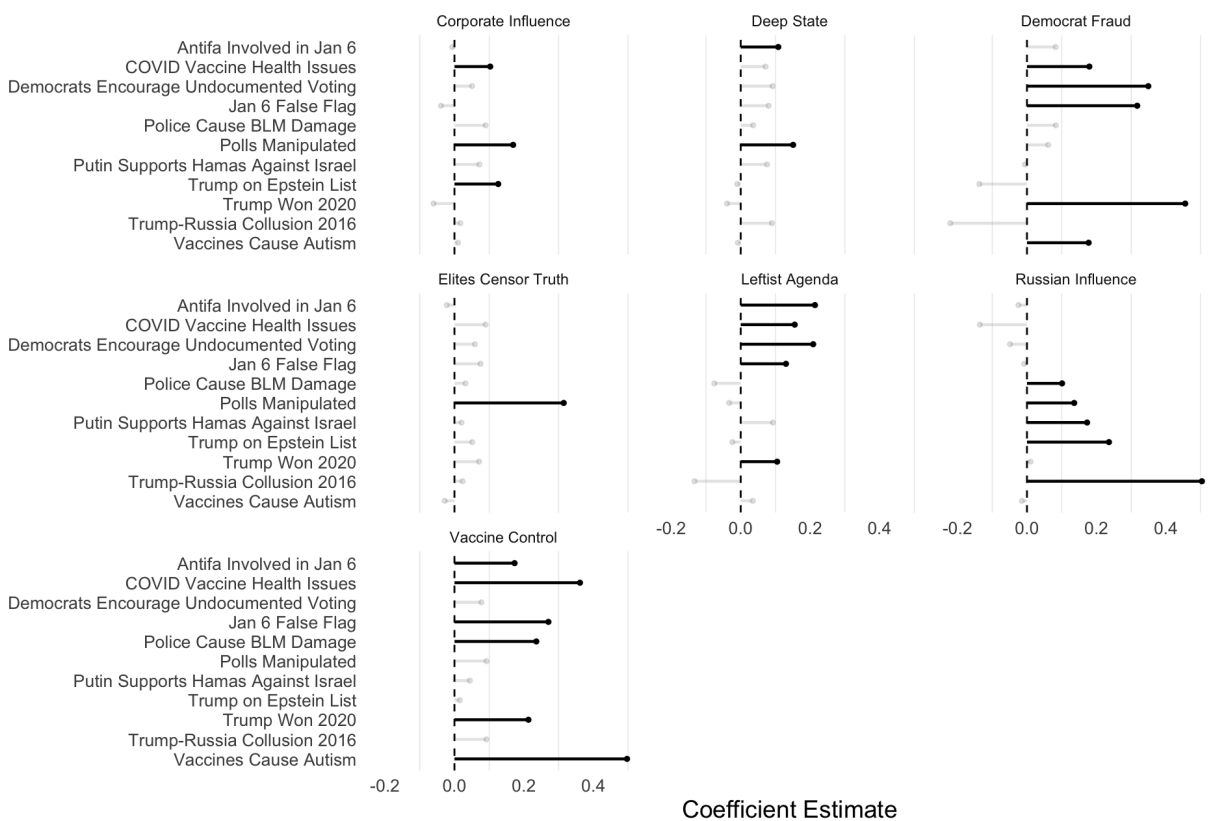 Corporate Influence
Deep State
Democrat Fraud
Antifa Involved in Jan 6
COVID Vaccine Health Issues
Democrats Encourage Undocumented Voting
Jan 6 False Flag
Police Cause BLM Damage
Polls Manipulated
Putin Supports Hamas Against Israel
Trump on Epstein List
Trump Won 2020
Trump-Russia Collusion 2016
Vaccines Cause Autism
Elites Censor Truth
Leftist Agenda
Russian Influence
Antifa Involved in Jan 6
COVID Vaccine Health Issues
Democrats Encourage Undocumented Voting
Jan 6 False Flag
Police Cause BLM Damage
Polls Manipulated
Putin Supports Hamas Against Israel
Trump on Epstein List
Trump Won 2020
Trump-Russia Collusion 2016
Vaccines Cause Autism
-0.2 0.0 0.2 0.4
-0.2 0.0 0.2 0.4
Vaccine Control
Antifa Involved in Jan 6
COVID Vaccine Health Issues
Democrats Encourage Undocumented Voting
Jan 6 False Flag
Police Cause BLM Damage
Polls Manipulated
Putin Supports Hamas Against Israel
Trump on Epstein List
Trump Won 2020
Trump-Russia Collusion 2016
Vaccines Cause Autism
-0.2 0.0 0.2 0.4
Coefficient Estimate